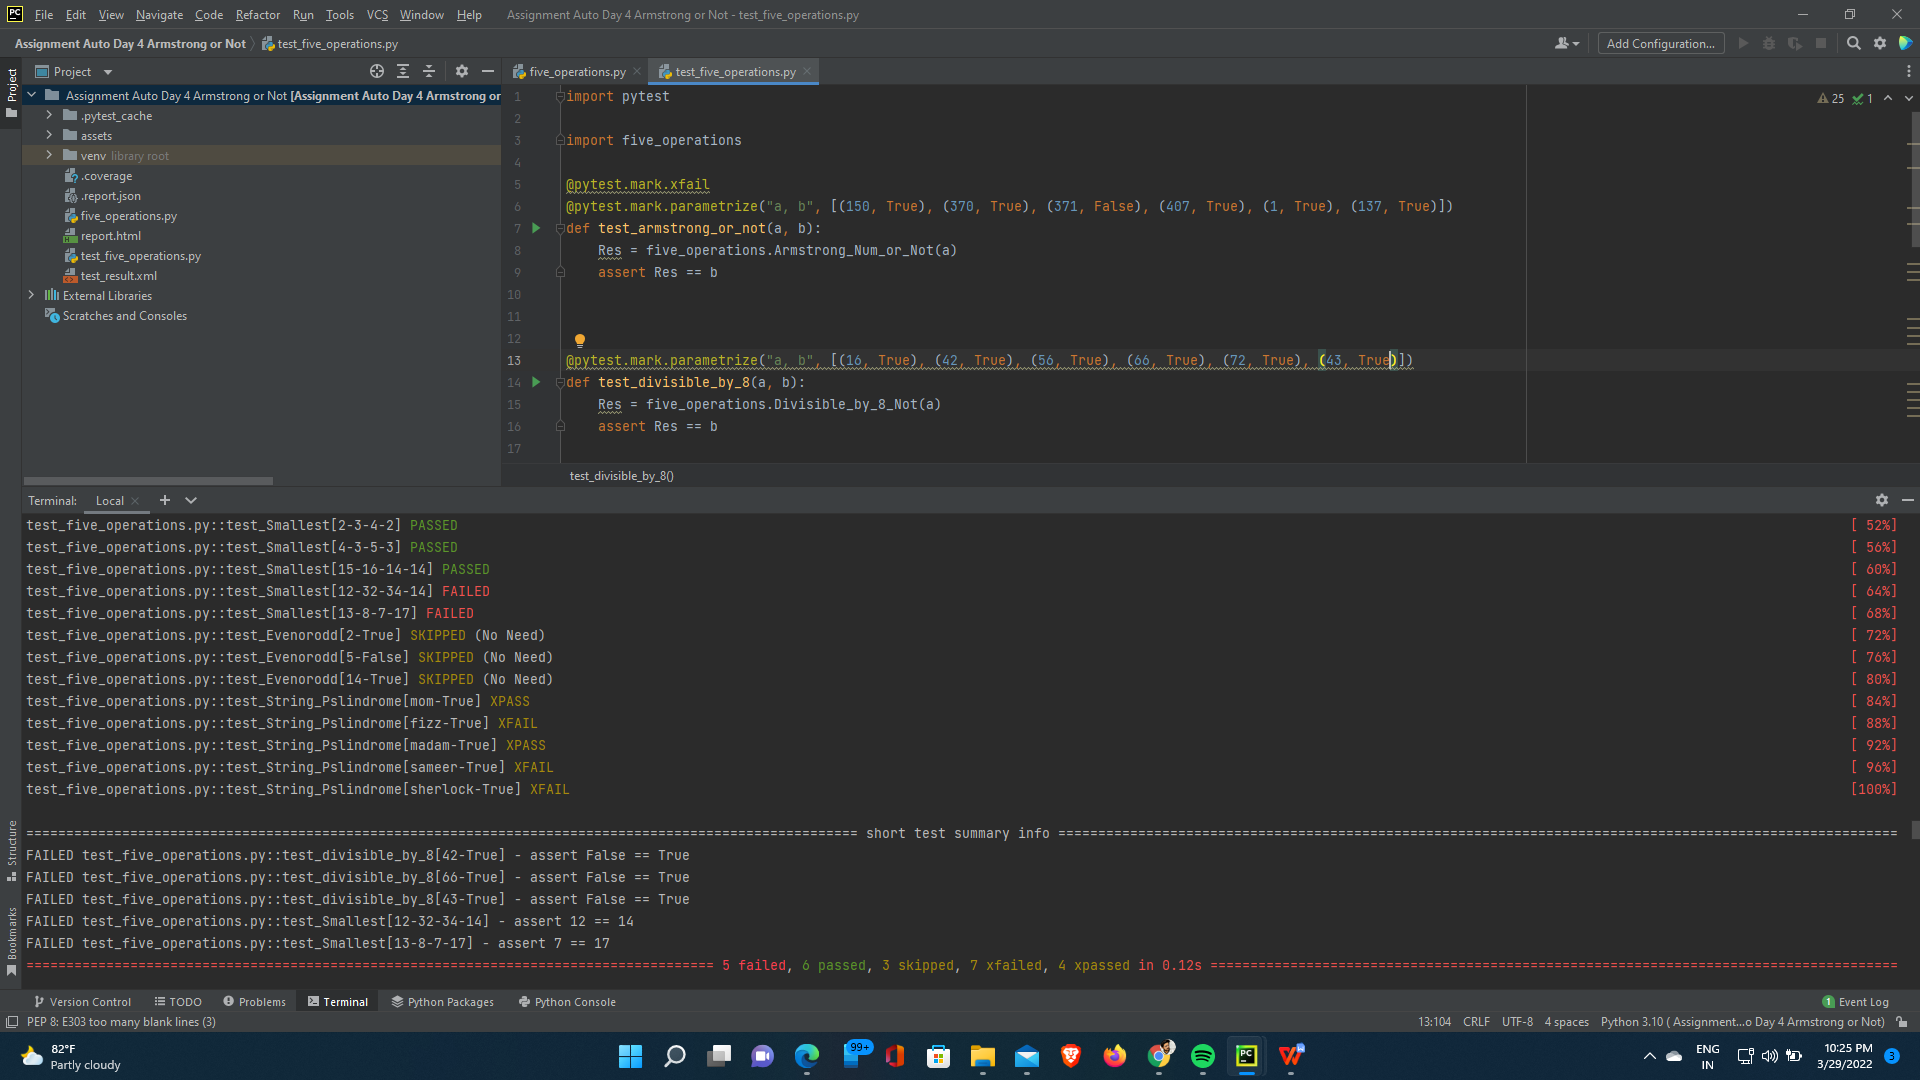 PC File Edit View Navigate Code Refactor Run Tools VCS Window Help Assignment Auto Day 4 Armstrong or Not - test_five_operations.py
Assignment Auto Day 4 Armstrong or Not test_five_operations.py Add Configuration...
Project
Project
five_operations.py test_five_operations.py
Assignment Auto Day 4 Armstrong or Not [Assignment Auto Day 4 Armstrong or
.pytest_cache
assets
venv library root
.coverage
.report.json
five_operations.py
report.html
test_five_operations.py
test_result.xml
External Libraries
Scratches and Consoles
25 1
1 import pytest
2
3 import five_operations
4
5 @pytest.mark.xfail
6 @pytest.mark.parametrize("a, b", [(150, True), (370, True), (371, False), (407, True), (1, True), (137, True)])
7 def test_armstrong_or_not(a, b):
8 Res = five_operations.Armstrong_Num_or_Not(a)
9 assert Res == b
10
11
12
13 @pytest.mark.parametrize("a, b", [(16, True), (42, True), (56, True), (66, True), (72, True), (43, True)])
14 def test_divisible_by_8(a, b):
15 Res = five_operations.Divisible_by_8_Not(a)
16 assert Res == b
17
test_divisible_by_8()
Terminal: Local
test_five_operations.py::test_Smallest[2-3-4-2] PASSED [ 52%]
test_five_operations.py::test_Smallest[4-3-5-3] PASSED [ 56%]
test_five_operations.py::test_Smallest[15-16-14-14] PASSED [ 60%]
test_five_operations.py::test_Smallest[12-32-34-14] FAILED [ 64%]
test_five_operations.py::test_Smallest[13-8-7-17] FAILED [ 68%]
test_five_operations.py::test_Evenorodd[2-True] SKIPPED (No Need) [ 72%]
test_five_operations.py::test_Evenorodd[5-False] SKIPPED (No Need) [ 76%]
test_five_operations.py::test_Evenorodd[14-True] SKIPPED (No Need) [ 80%]
test_five_operations.py::test_String_Pslindrome[mom-True] XPASS [ 84%]
test_five_operations.py::test_String_Pslindrome[fizz-True] XFAIL [ 88%]
test_five_operations.py::test_String_Pslindrome[madam-True] XPASS [ 92%]
test_five_operations.py::test_String_Pslindrome[sameer-True] XFAIL [ 96%]
test_five_operations.py::test_String_Pslindrome[sherlock-True] XFAIL [100%]
Structure
Bookmarks
======================================================================================================== short test summary info =========================================================================================================
FAILED test_five_operations.py::test_divisible_by_8[42-True] - assert False == True
FAILED test_five_operations.py::test_divisible_by_8[66-True] - assert False == True
FAILED test_five_operations.py::test_divisible_by_8[43-True] - assert False == True
FAILED test_five_operations.py::test_Smallest[12-32-34-14] - assert 12 == 14
FAILED test_five_operations.py::test_Smallest[13-8-7-17] - assert 7 == 17
====================================================================================== 5 failed, 6 passed, 3 skipped, 7 xfailed, 4 xpassed in 0.12s ======================================================================================
Version Control TODO Problems Terminal Python Packages Python Console 1 Event Log
PEP 8: E303 too many blank lines (3) 13:104 CRLF UTF-8 4 spaces Python 3.10 ( Assignment...o Day 4 Armstrong or Not)
82°F
Partly cloudy
99+
PC
W
ENG
IN
10:25 PM
3/29/2022
3